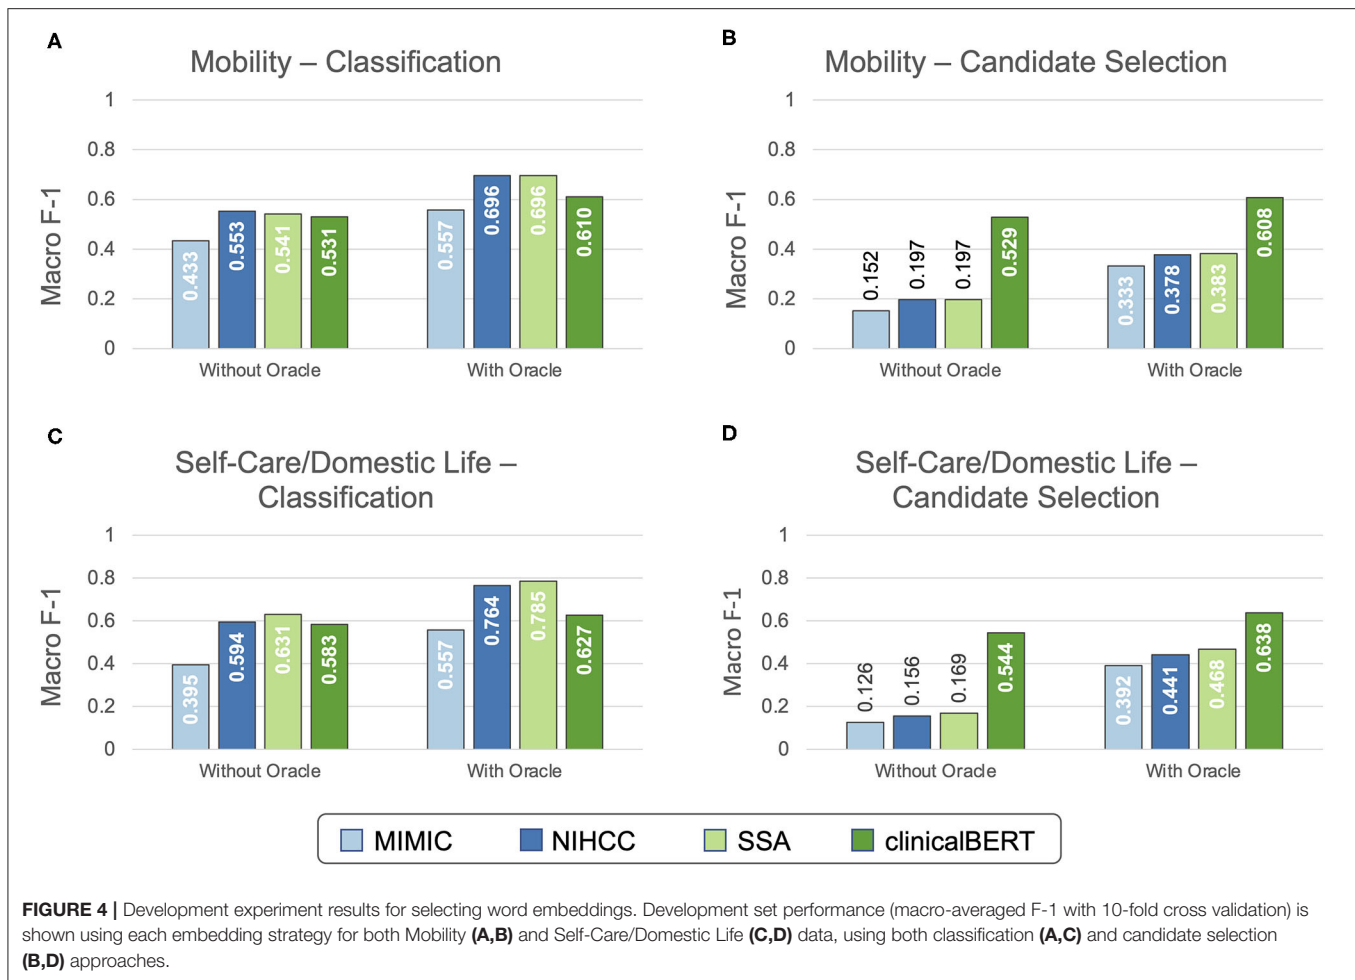 A
Mobility – Classification
Macro F-1
1
0.8
0.6
0.4
0.2
0
0.433
0.553
0.541
0.531
0.557
0.696
0.696
0.610
Without Oracle
With Oracle
B
Mobility – Candidate Selection
Macro F-1
1
0.8
0.6
0.4
0.2
0
0.152
0.197
0.197
0.529
0.333
0.378
0.383
0.608
Without Oracle
With Oracle
C
Self-Care/Domestic Life –
Classification
Macro F-1
1
0.8
0.6
0.4
0.2
0
0.395
0.594
0.631
0.583
0.557
0.764
0.785
0.627
Without Oracle
With Oracle
D
Self-Care/Domestic Life –
Candidate Selection
Macro F-1
1
0.8
0.6
0.4
0.2
0
0.126
0.156
0.169
0.544
0.392
0.441
0.468
0.638
Without Oracle
With Oracle
MIMIC NIHCC SSA clinicalBERT
FIGURE 4 | Development experiment results for selecting word embeddings. Development set performance (macro-averaged F-1 with 10-fold cross validation) is
shown using each embedding strategy for both Mobility (A,B) and Self-Care/Domestic Life (C,D) data, using both classification (A,C) and candidate selection
(B,D) approaches.